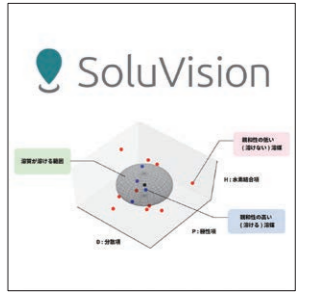 SoluVision
親和性の低い
(溶けない)溶媒
溶質が溶ける範囲
H:水素結合項
親和性の高い
(溶ける)溶媒
P:極性項
D:分散項